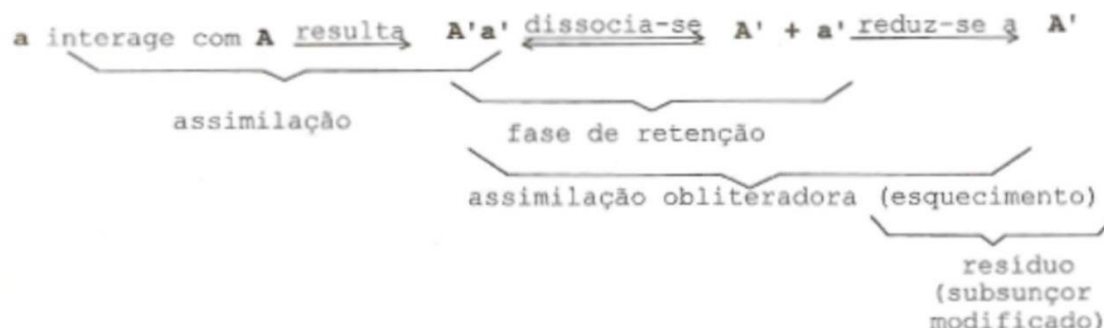 a interage com A resulta A'a' dissocia-se A' + a' reduz-se a A'
assimilação
fase de retenção
assimilação obliteradora (esquecimento)
resíduo
(subsunçor
modificado)